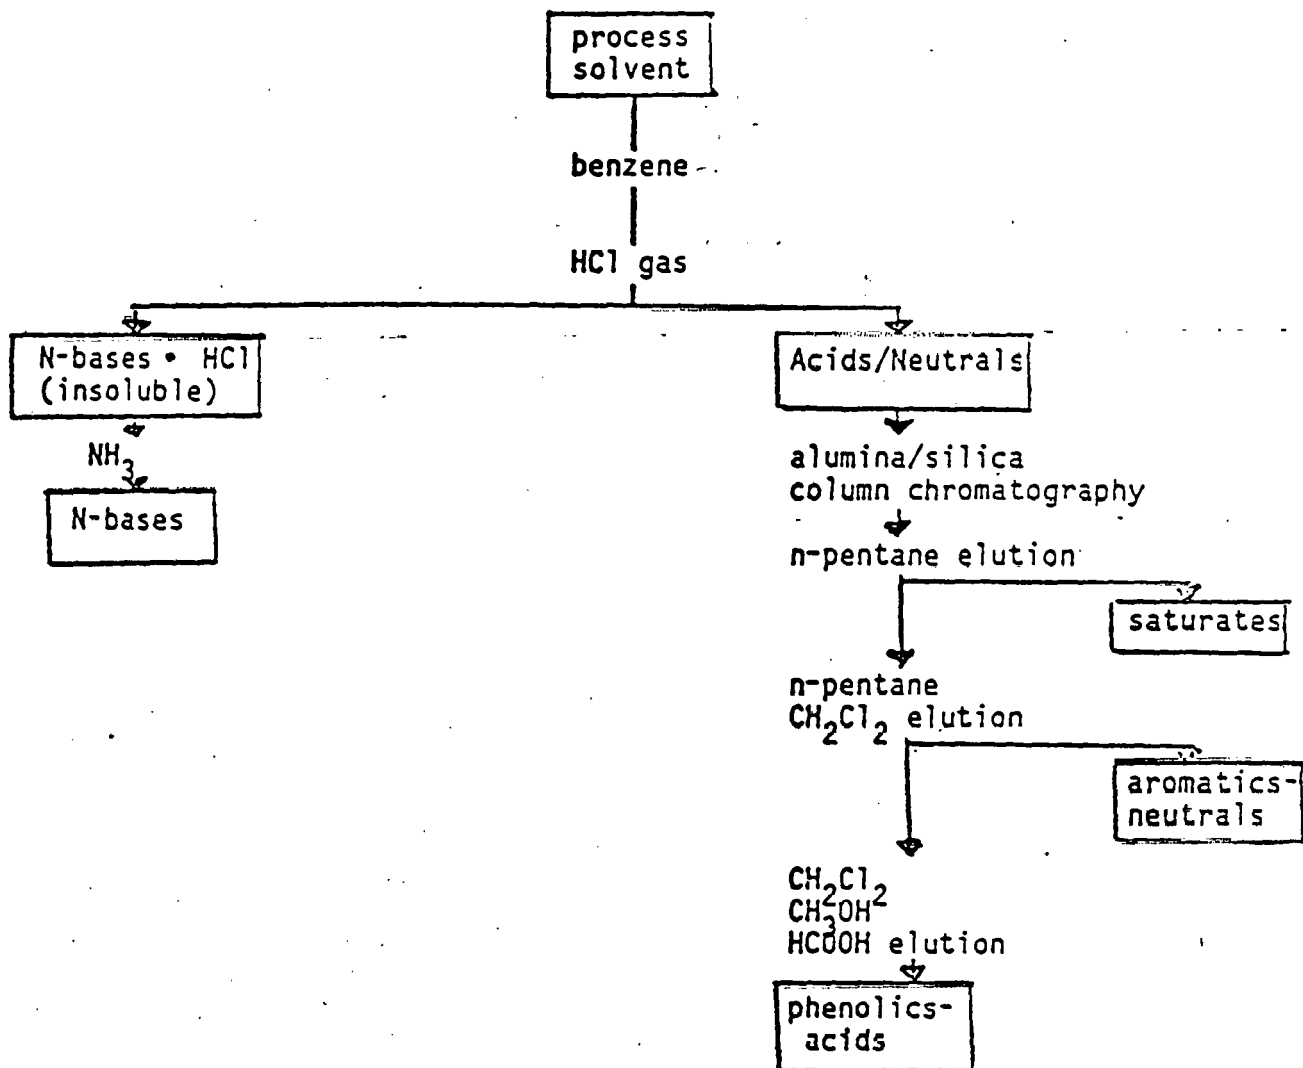 process
solvent
benzene
HCl gas
N-bases • HCl
(insoluble)
NH3
N-bases
Acids/Neutrals
alumina/silica
column chromatography
n-pentane elution
saturates
n-pentane
CH2Cl2 elution
aromatics-
neutrals
CH2Cl2
CH3OH
HCOOH elution
phenolics-
acids